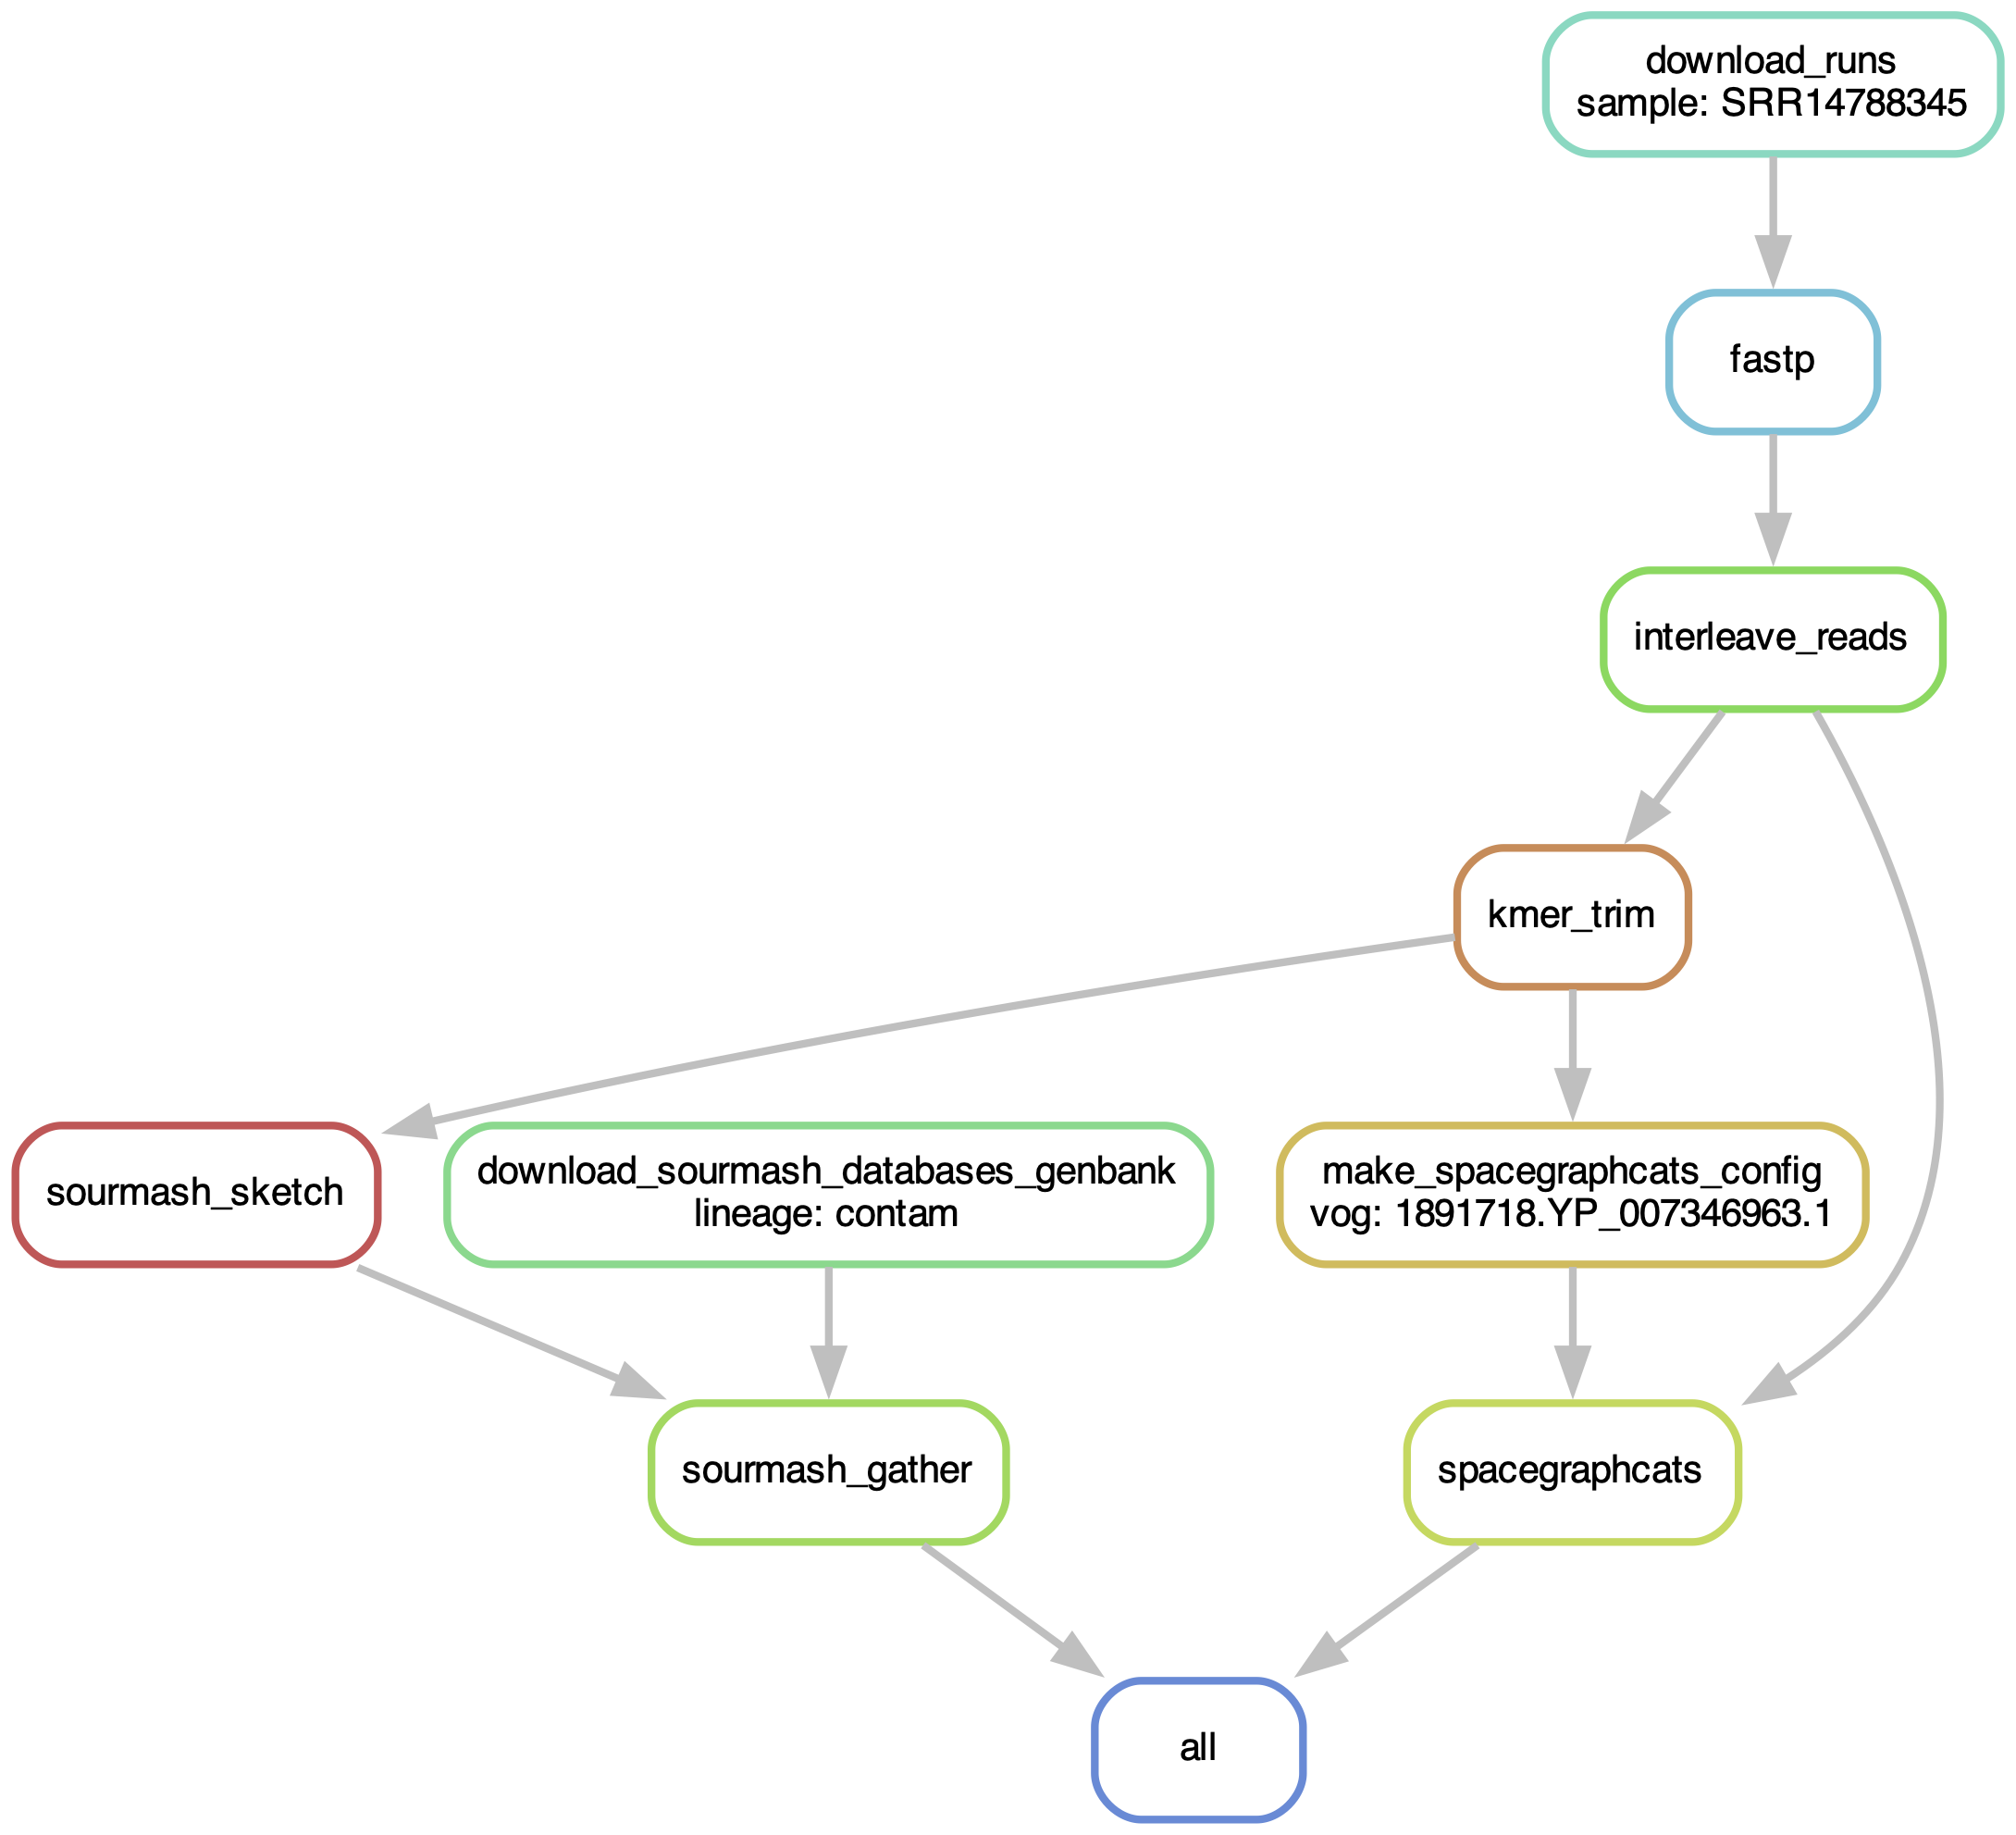 download_runs
sample: SRR14788345
fastp
interleave_reads
kmer_trim
sourmash_sketch
download_sourmash_databases_genbank
lineage: contam
make_spacegraphcats_config
vog: 1891718.YP_007346963.1
sourmash_gather
spacegraphcats
all